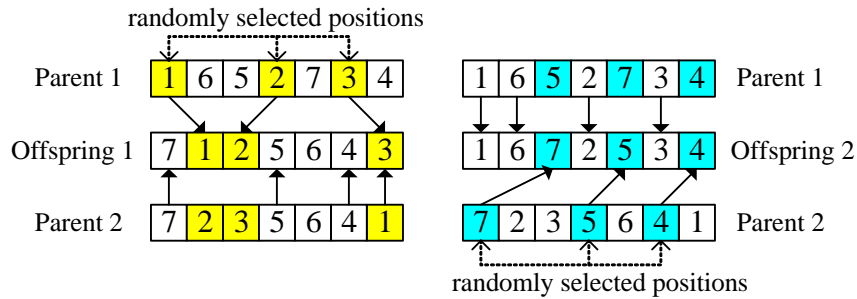 randomly selected positions
Parent 1 1 6 5 2 7 3 4
Offspring 1 7 1 2 5 6 4 3
Parent 2 7 2 3 5 6 4 1
1 6 5 2 7 3 4 Parent 1
1 6 7 2 5 3 4 Offspring 2
7 2 3 5 6 4 1 Parent 2
randomly selected positions